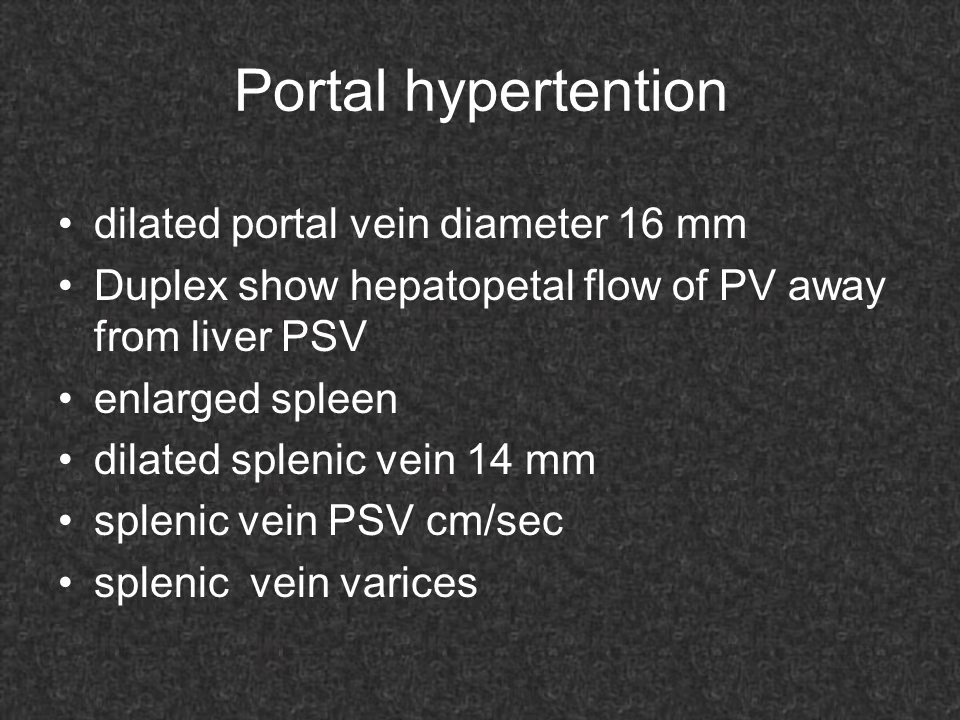 Portal hypertention
• dilated portal vein diameter 16 mm
• Duplex show hepatopetal flow of PV away
from liver PSV
• enlarged spleen
• dilated splenic vein 14 mm
• splenic vein PSV cm/sec
• splenic  vein varices